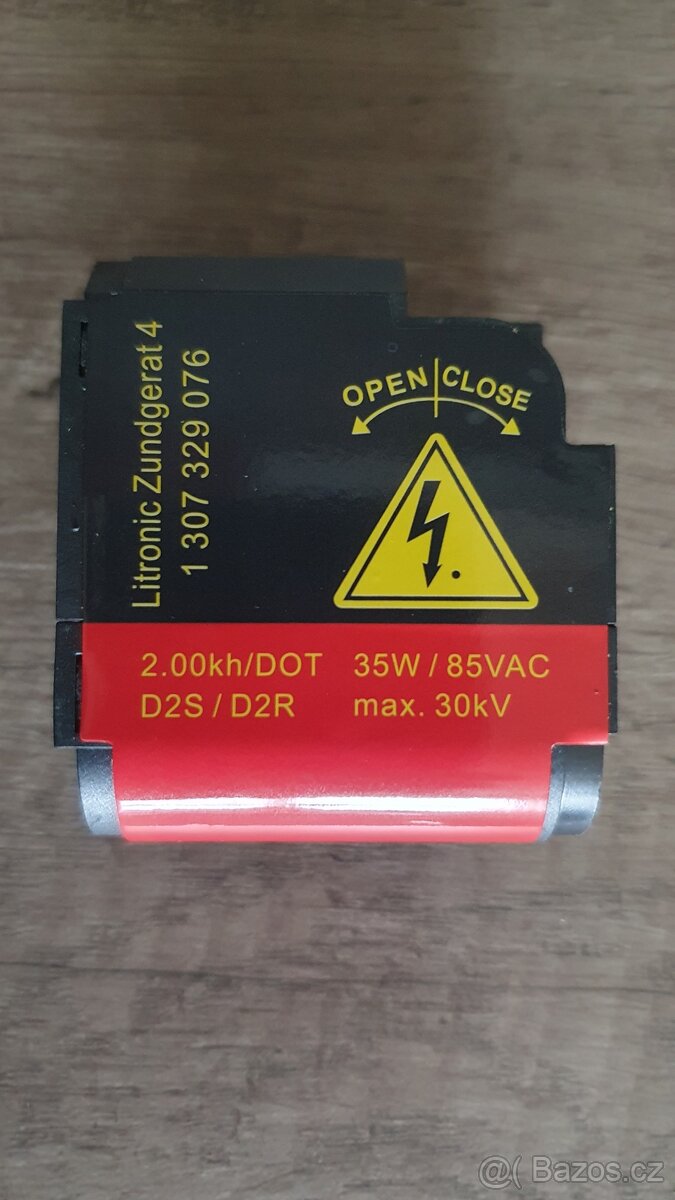 Litronic Zundgerat 4
1 307 329 076
OPEN CLOSE
2.00kh/DOT 35W / 85VAC
D2S / D2R max. 30kV
@( Bazos.cz